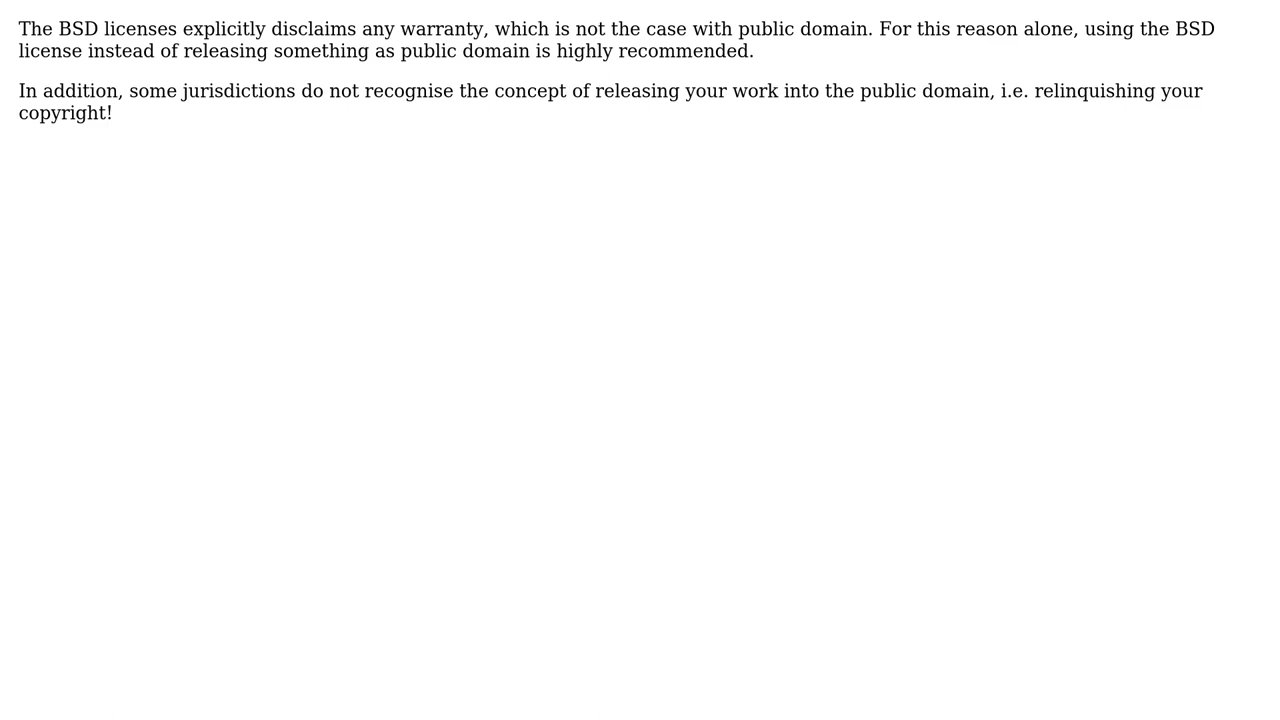 The BSD licenses explicitly disclaims any warranty, which is not the case with public domain. For this reason alone, using the BSD
license instead of releasing something as public domain is highly recommended.
In addition, some jurisdictions do not recognise the concept of releasing your work into the public domain, i.e. relinquishing your
copyright!